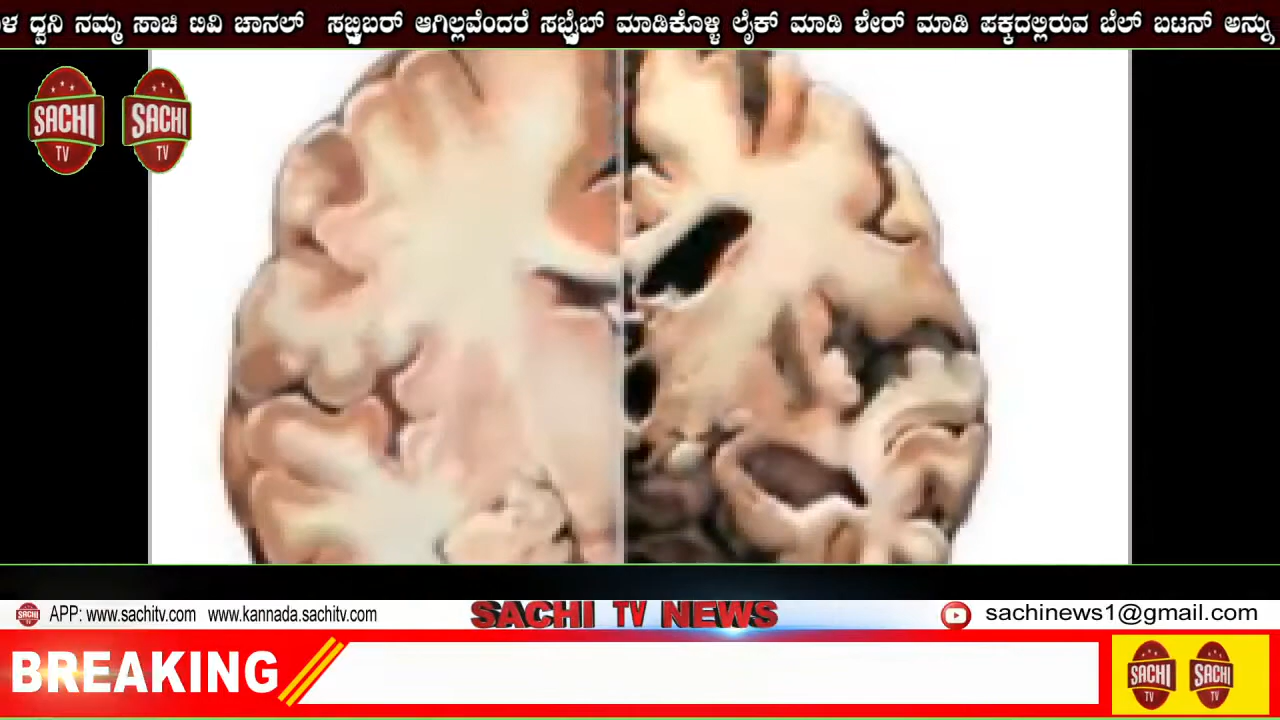 ಳ ಧ್ವನಿ ನಮ್ಮ ಸಾಚಿ ಟಿವಿ ಚಾನಲ್ ಸಬ್ಸ್ಕ್ರಿಬರ್ ಆಗಿಲ್ಲವೆಂದರೆ ಸಬ್ಸ್ಕ್ರೈಬ್ ಮಾಡಿಕೊಳ್ಳಿ ಲೈಕ್ ಮಾಡಿ ಶೇರ್ ಮಾಡಿ ಪಕ್ಕದಲ್ಲಿರುವ ಬೆಲ್ ಬಟನ್ ಅನ್ನು
SACHI TV SACHI TV
APP: www.sachitv.com www.kannada.sachitv.com SACHI TV NEWS sachinews1@gmail.com
BREAKING SACHI TV SACHI TV